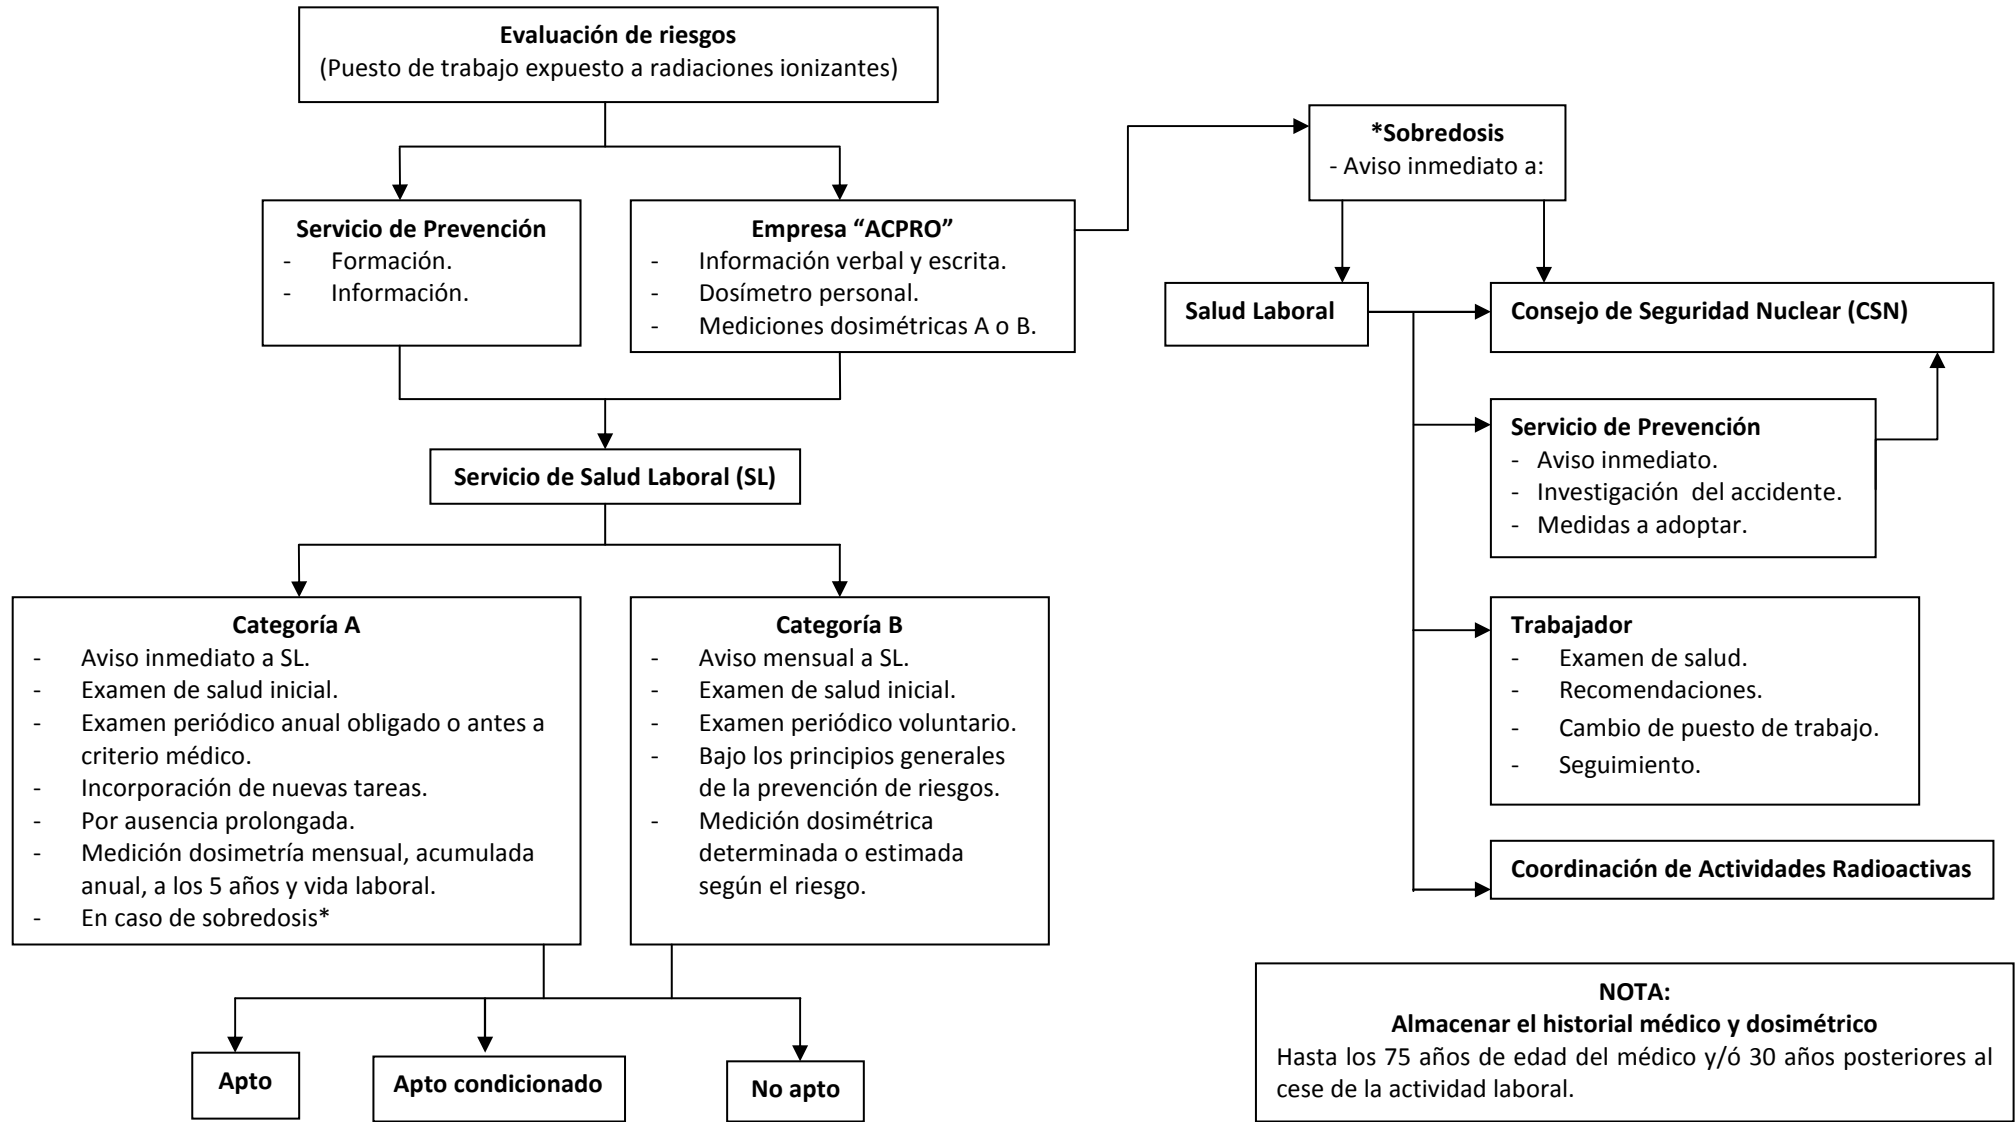 Evaluación de riesgos
(Puesto de trabajo expuesto a radiaciones ionizantes)
Servicio de Prevención
- Formación.
- Información.
Empresa “ACPRO”
- Información verbal y escrita.
- Dosímetro personal.
- Mediciones dosimétricas A o B.
Servicio de Salud Laboral (SL)
Categoría A
- Aviso inmediato a SL.
- Examen de salud inicial.
- Examen periódico anual obligado o antes a
criterio médico.
- Incorporación de nuevas tareas.
- Por ausencia prolongada.
- Medición dosimetría mensual, acumulada
anual, a los 5 años y vida laboral.
- En caso de sobredosis*
Categoría B
- Aviso mensual a SL.
- Examen de salud inicial.
- Examen periódico voluntario.
- Bajo los principios generales
de la prevención de riesgos.
- Medición dosimétrica
determinada o estimada
según el riesgo.
Apto
Apto condicionado
No apto
*Sobredosis
- Aviso inmediato a:
Salud Laboral
Consejo de Seguridad Nuclear (CSN)
Servicio de Prevención
- Aviso inmediato.
- Investigación del accidente.
- Medidas a adoptar.
Trabajador
- Examen de salud.
- Recomendaciones.
- Cambio de puesto de trabajo.
- Seguimiento.
Coordinación de Actividades Radioactivas
NOTA:
Almacenar el historial médico y dosimétrico
Hasta los 75 años de edad del médico y/ó 30 años posteriores al
cese de la actividad laboral.